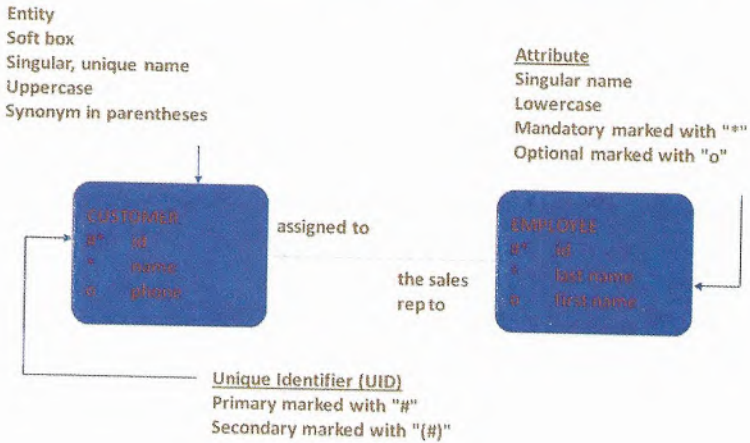 Entity
Soft box
Singular, unique name
Uppercase
Synonym in parentheses
Attribute
Singular name
Lowercase
Mandatory marked with "*"
Optional marked with "o"
CUSTOMER
#* id
* name
o phone
assigned to
the sales
rep to
EMPLOYEE
#* id
* last name
o first name
Unique Identifier (UID)
Primary marked with "#"
Secondary marked with "(#)"